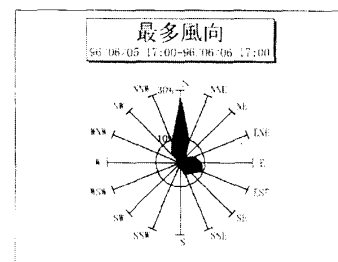 最多風向
96/06/05 17:00-96/06/06 17:00
N
NNW
30%
NNE
NW
NE
WNW
10%
ENE
W
E
WSW
ESE
SW
SE
SSW
SSE
S